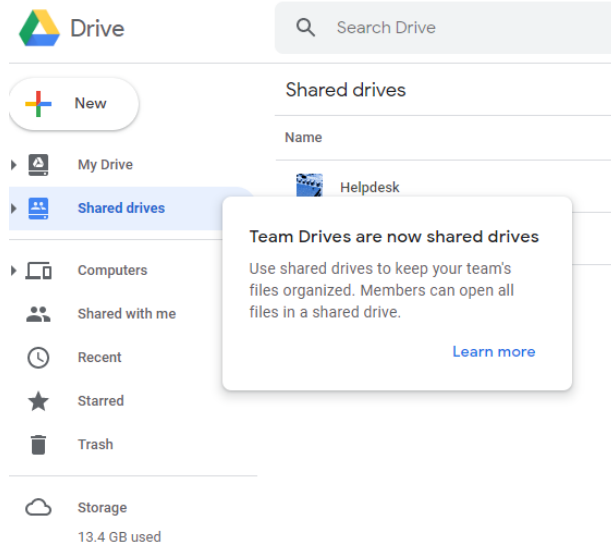 Drive
Search Drive
New
Shared drives
Name
My Drive
Helpdesk
Shared drives
Team Drives are now shared drives
Use shared drives to keep your team's
files organized. Members can open all
files in a shared drive.
Learn more
Computers
Shared with me
Recent
Starred
Trash
Storage
13.4 GB used